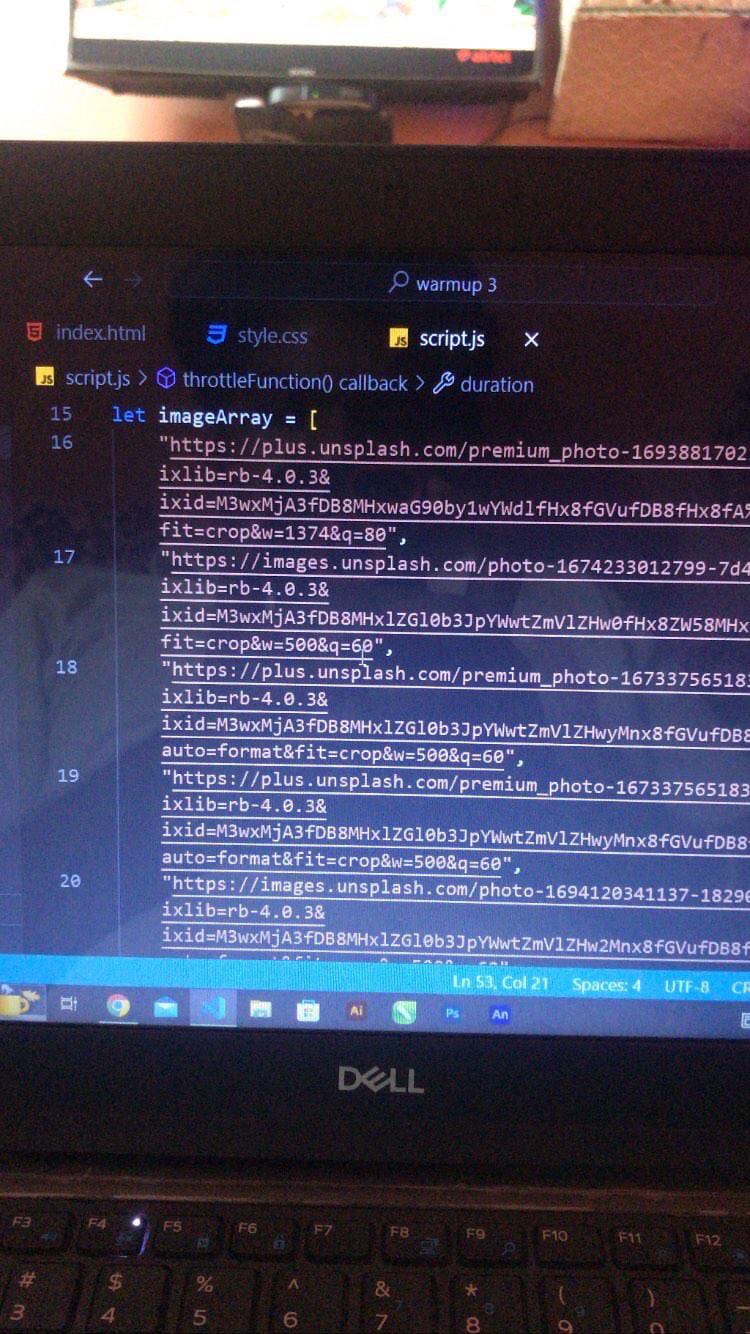 airtel
warmup 3
index.html
style.css
script.js
script.js > throttleFunction() callback > duration
15 let imageArray = [
16 "https://plus.unsplash.com/premium_photo-169388170
ixlib=rb-4.0.3&
ixid=M3wxMjA3fDB8MHxwaG90by1wYWdlfHx8fGVufDB8fHx8fA%
fit=crop&w=1374&q=80",
17 "https://images.unsplash.com/photo-1674233012799-7d4
ixlib=rb-4.0.3&
ixid=M3wxMjA3fDB8MHxlZGl0b3JpYWwtZmVlZHw0fHx8ZW58MHx
fit=crop&w=500&q=60",
18 "https://plus.unsplash.com/premium_photo-167337565183
ixlib=rb-4.0.3&
ixid=M3wxMjA3fDB8MHxlZGl0b3JpYWwtZmVlZHwyMnx8fGVufDB8
auto=format&fit=crop&w=500&q=60",
19 "https://plus.unsplash.com/premium_photo-167337565183
ixlib=rb-4.0.3&
ixid=M3wxMjA3fDB8MHxlZGl0b3JpYWwtZmVlZHwyMnx8fGVufDB8
auto=format&fit=crop&w=500&q=60",
20 "https://images.unsplash.com/photo-1694120341137-1829
ixlib=rb-4.0.3&
ixid=M3wxMjA3fDB8MHxlZGl0b3JpYWwtZmVlZHw2Mnx8fGVufDB8f
Ln 53, Col 21 Spaces: 4 UTF-8 CR
Ai Ps An
DELL
F3 F4 F5 F6 F7 F8 F9 F10 F11 F12
# $ % ^ & * ( )
3 4 5 6 7 8 9 0